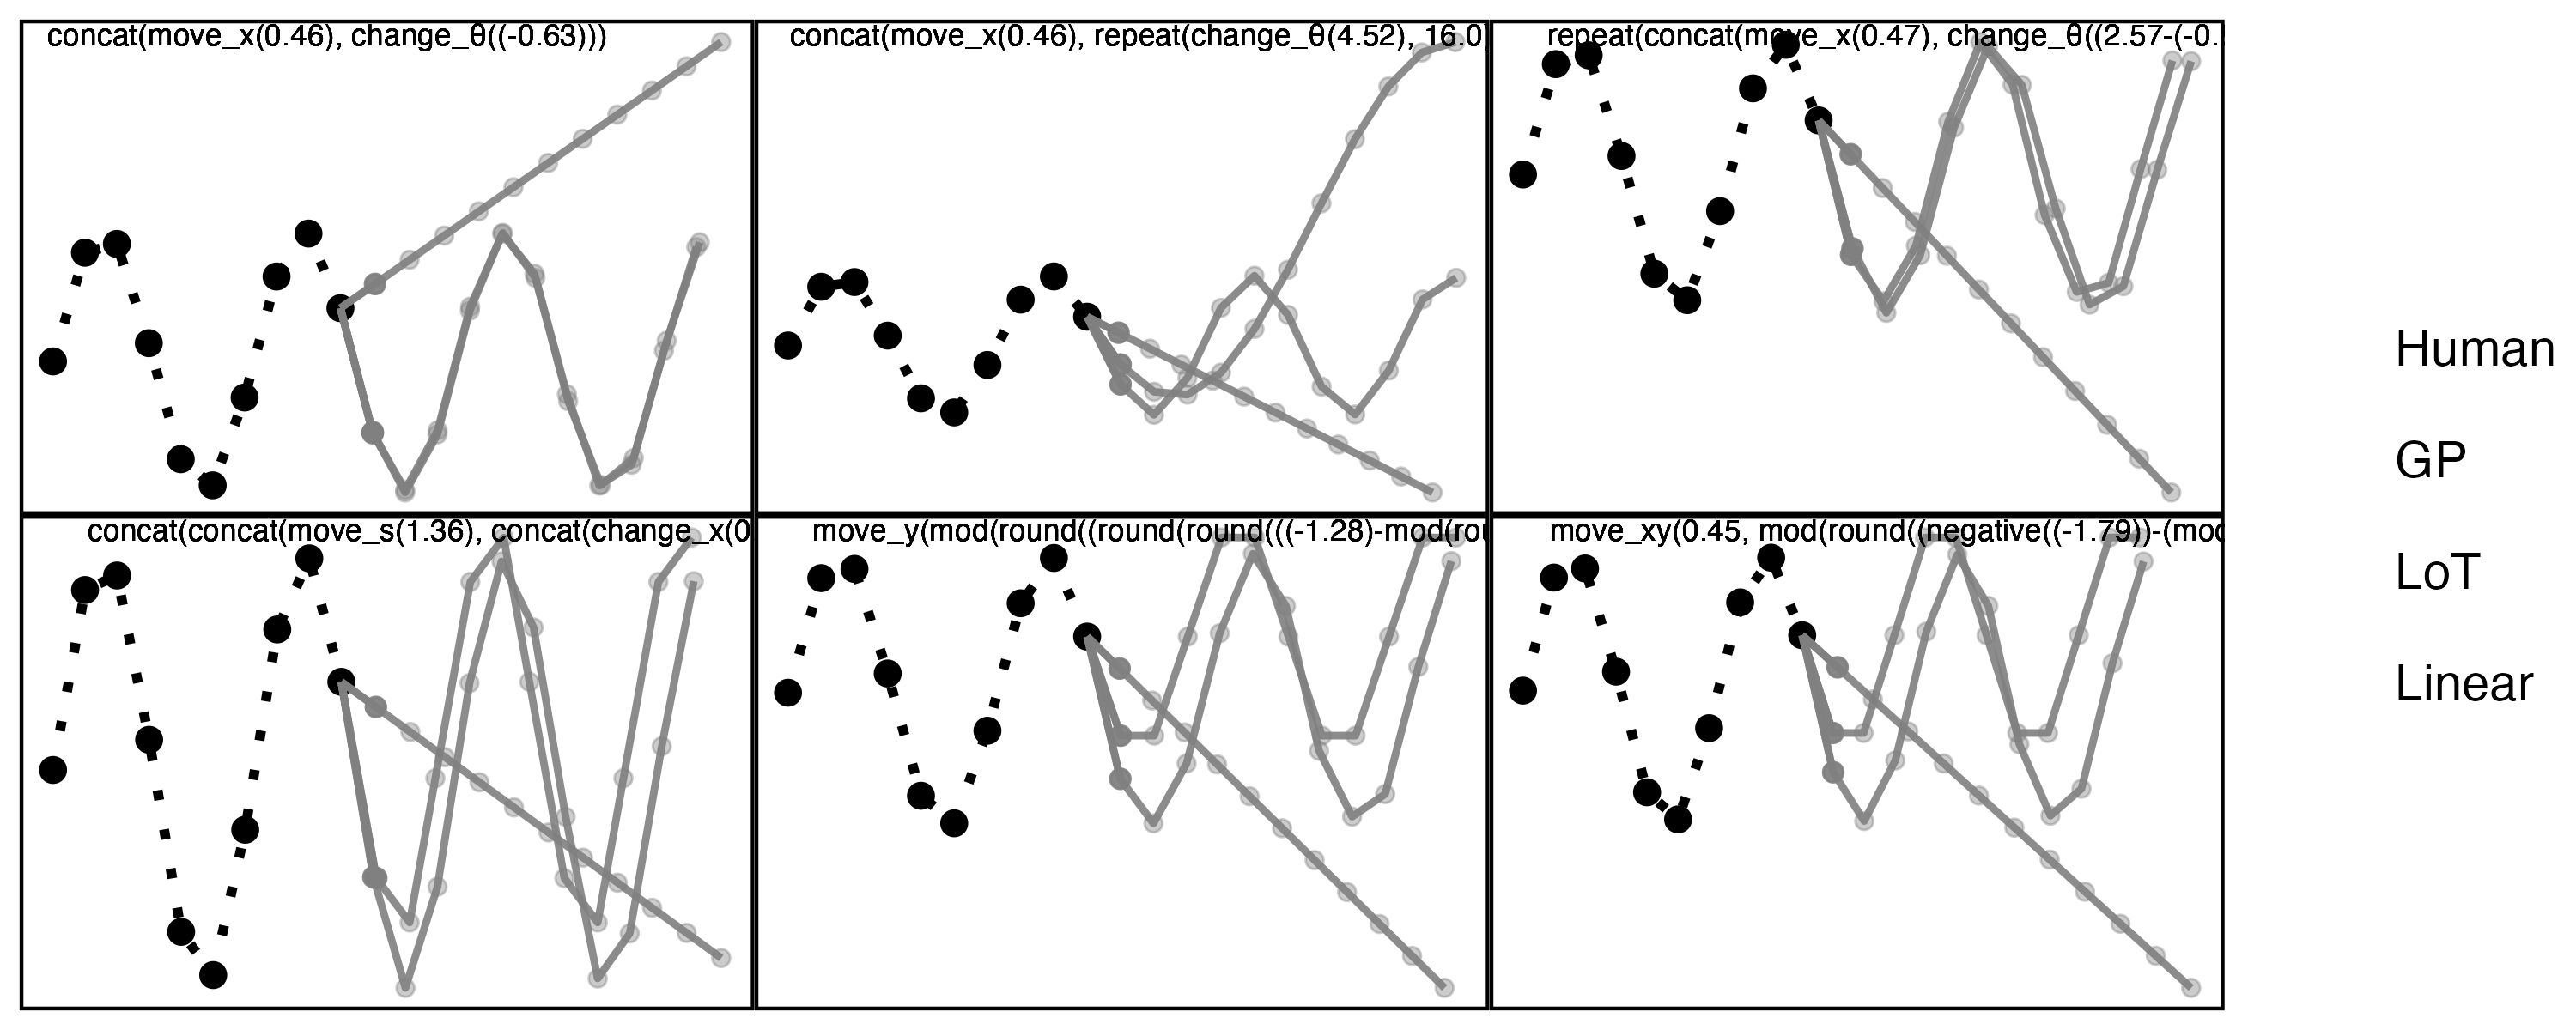 concat(move_x(0.46), change_θ((-0.63)))
concat(move_x(0.46), repeat(change_θ(4.52), 16.0)
repeat(concat(move_x(0.47), change_θ((2.57-(-0.
concat(concat(move_s(1.36), concat(change_x(0
move_y(mod(round((round(round(((-1.28)-mod(rou
move_xy(0.45, mod(round((negative((-1.79))-(mod
Human
GP
LoT
Linear